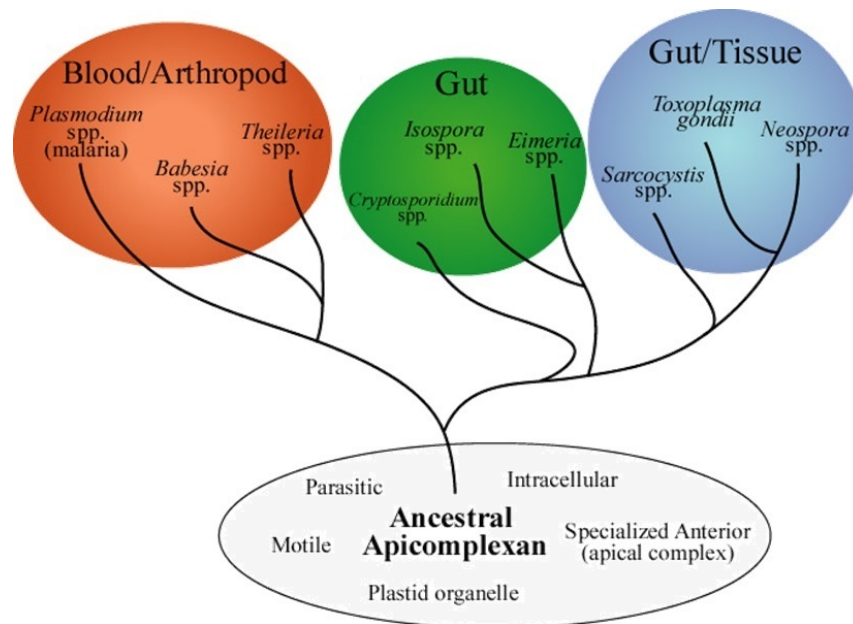 Blood/Arthropod
Plasmodium
spp.
(malaria)
Babesia
spp.
Theileria
spp.
Gut
Isospora
spp.
Eimeria
spp.
Cryptosporidium
spp.
Gut/Tissue
Toxoplasma
gondii
Neospora
spp.
Sarcocystis
spp.
Parasitic
Intracellular
Ancestral
Apicomplexan
Motile
Specialized Anterior
(apical complex)
Plastid organelle